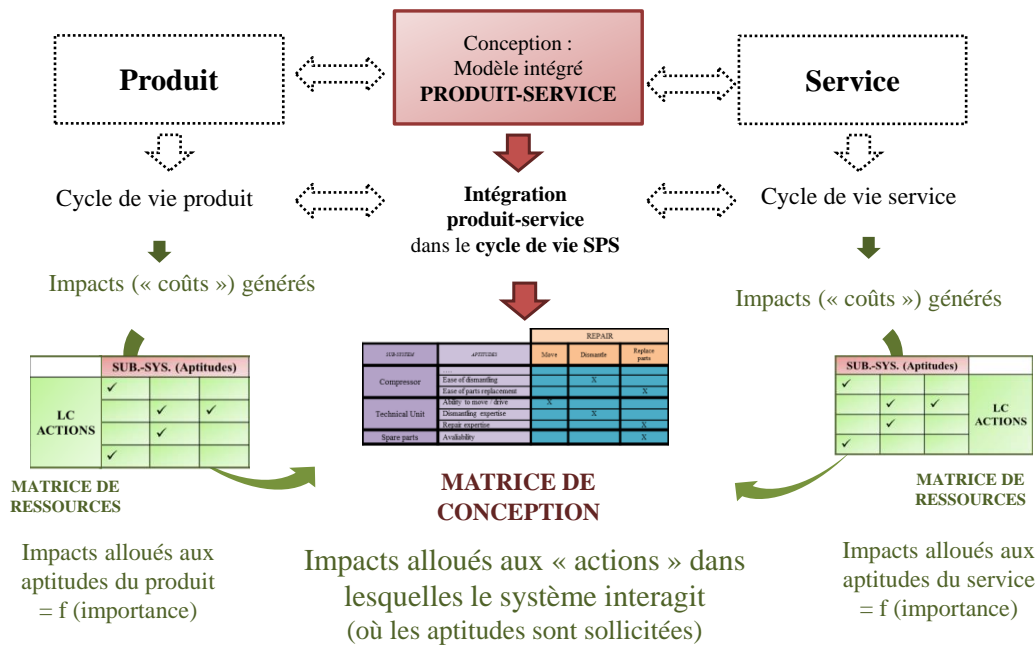 Produit
Conception :
Modèle intégré
PRODUIT-SERVICE
Service
Cycle de vie produit
Intégration
produit-service
dans le cycle de vie SPS
Cycle de vie service
Impacts (« coûts ») générés
Impacts (« coûts ») générés
SUB.-SYS. (Aptitudes)
LC
ACTIONS
✓
✓ ✓
✓
✓
MATRICE DE
RESSOURCES
Impacts alloués aux
aptitudes du produit
= f (importance)
REPAIR
SUB-SYSTEM APTITUDES Move Dismantle Replace
parts
.....
Compressor
Ease of dismantling X
Ease of parts replacement X
Technical Unit
Ability to move / drive X
Dismantling expertise X
Repair expertise X
Spare parts Availability X
MATRICE DE
CONCEPTION
Impacts alloués aux « actions » dans
lesquelles le système interagit
(où les aptitudes sont sollicitées)
SUB.-SYS. (Aptitudes)
✓
✓ ✓
✓
✓
LC
ACTIONS
MATRICE DE
RESSOURCES
Impacts alloués aux
aptitudes du service
= f (importance)